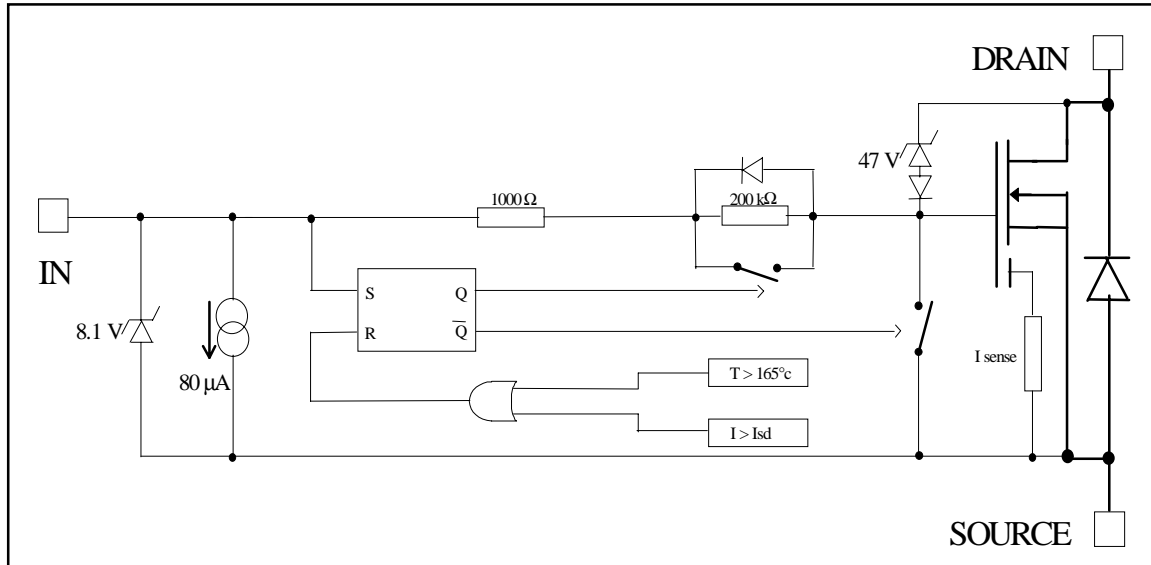 DRAIN
47 V
1000 Ω
200 kΩ
IN
S
Q
R
Q
8.1 V
80 µA
I sense
T > 165°c
I > Isd
SOURCE